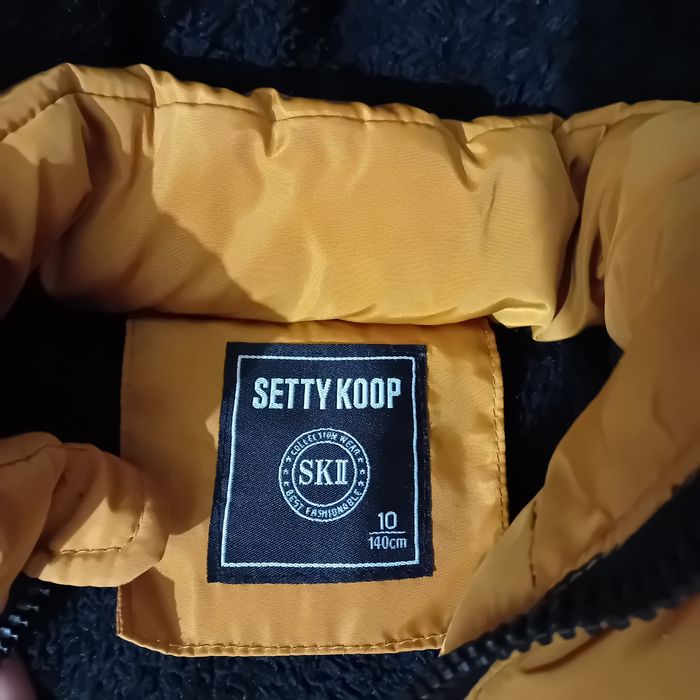 SETTY KOOP
COLLECTION WEAR
SKII
BEST FASHIONABLE
10
140cm